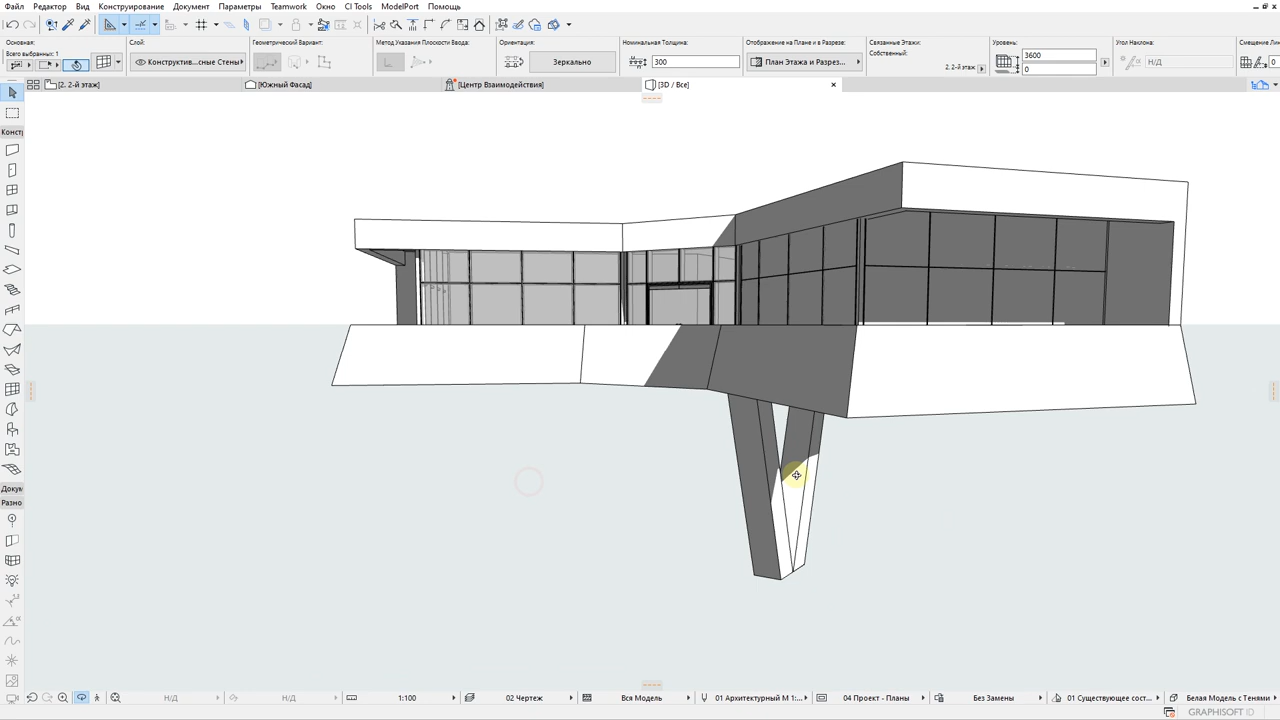 Файл Редактор Вид Конструирование Документ Параметры Teamwork Окно CI Tools ModelPort Помощь
Основная: Слой: Геометрический Вариант: Метод Указания Плоскости Ввода: Ориентация: Номинальная Толщина: Отображение на Плане и в Разрезе: Связанные Этажи: Уровень: Угол Наклона: Смещение Лин
Всего выбранных: 1 Собственный: 3600
Конструктив...сные Стены Зеркально 300 План Этажа и Разрез... 2. 2-й этаж 0 Н/Д 0
[2. 2-й этаж] [Южный Фасад] [Центр Взаимодействия] [3D / Все]
Констр
Докум
Разно
Н/Д Н/Д 1:100 02 Чертеж Вся Модель 01 Архитектурный М 1:... 04 Проект - Планы Без Замены 01 Существующее сост... Белая Модель с Тенями
GRAPHISOFT ID